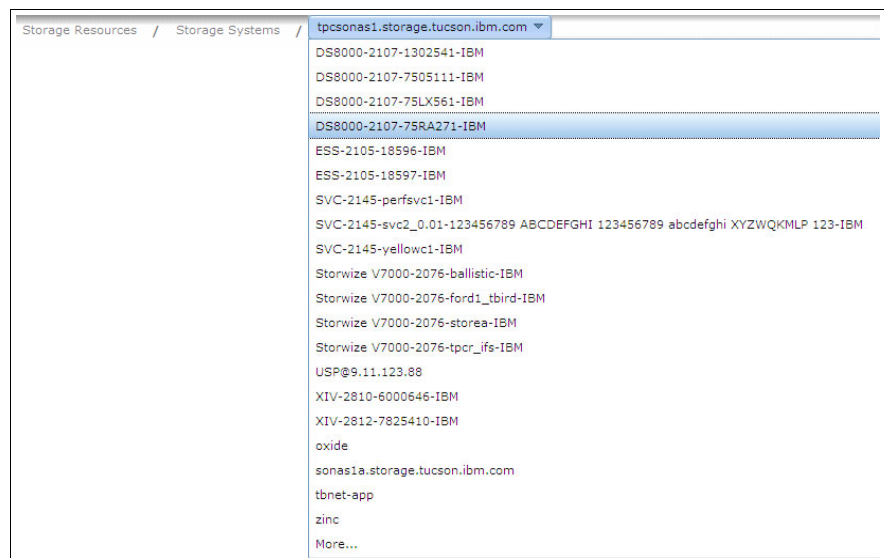 Storage Resources / Storage Systems / tpcsonas1.storage.tucson.ibm.com
DS8000-2107-1302541-IBM
DS8000-2107-7505111-IBM
DS8000-2107-75LX561-IBM
DS8000-2107-75RA271-IBM
ESS-2105-18596-IBM
ESS-2105-18597-IBM
SVC-2145-perfsvc1-IBM
SVC-2145-svc2_0.01-123456789 ABCDEFGHI 123456789 abcdefghi XYZWQKMLP 123-IBM
SVC-2145-yellowc1-IBM
Storwize V7000-2076-ballistic-IBM
Storwize V7000-2076-ford1_tbird-IBM
Storwize V7000-2076-storea-IBM
Storwize V7000-2076-tpcr_ifs-IBM
USP@9.11.123.88
XIV-2810-6000646-IBM
XIV-2812-7825410-IBM
oxide
sonas1a.storage.tucson.ibm.com
tbnet-app
zinc
More...